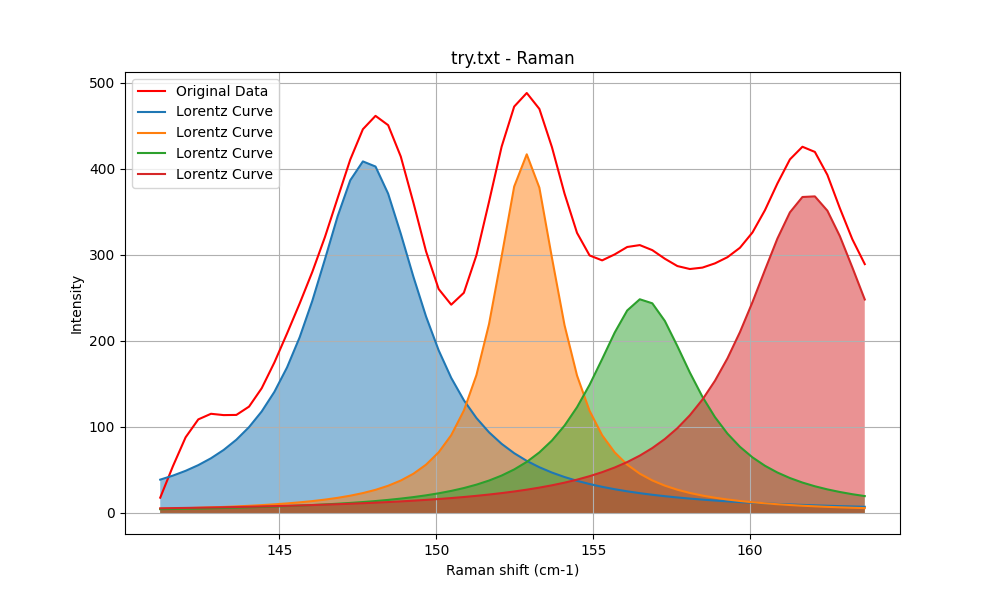 try.txt - Raman
Original Data
Lorentz Curve
Lorentz Curve
Lorentz Curve
Lorentz Curve
500
400
300
200
100
0
Intensity
145 150 155 160
Raman shift (cm-1)